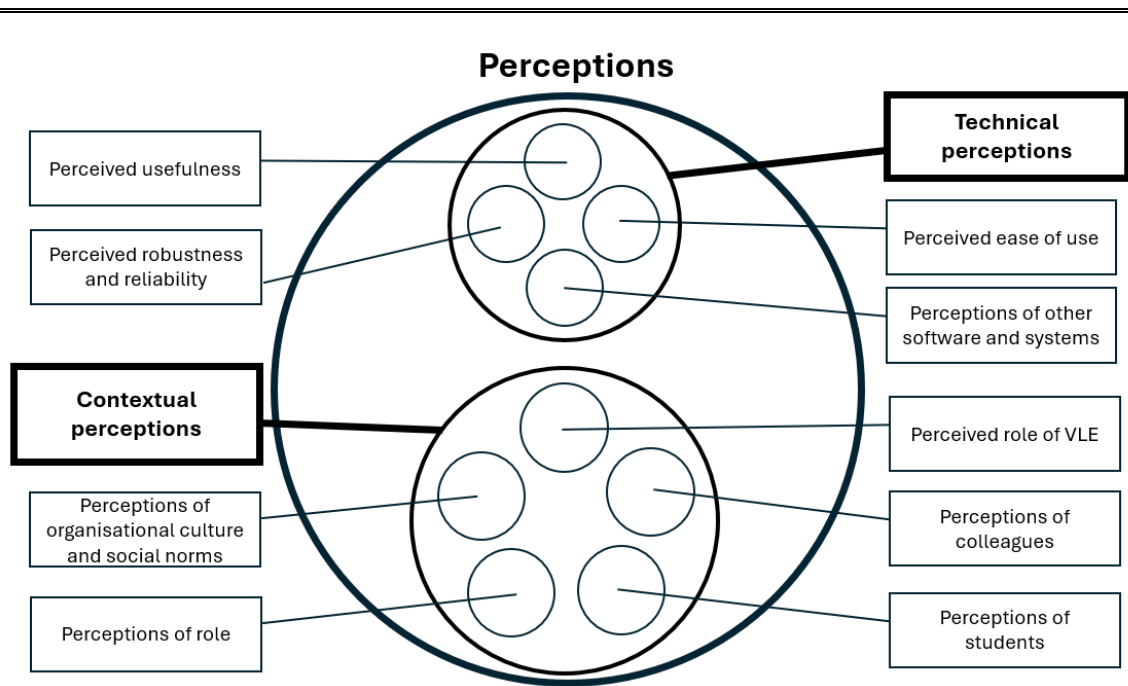 Perceptions
Technical
perceptions
Perceived usefulness
Perceived ease of use
Perceived robustness
and reliability
Perceptions of other
software and systems
Contextual
perceptions
Perceived role of VLE
Perceptions of
organisational culture
and social norms
Perceptions of
colleagues
Perceptions of role
Perceptions of
students